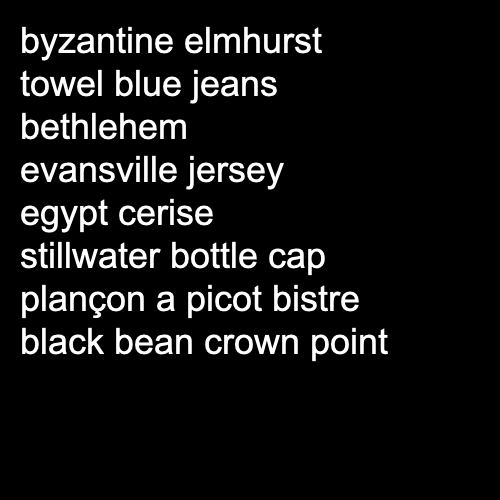 byzantine elmhurst
towel blue jeans
bethlehem
evansville jersey
egypt cerise
stillwater bottle cap
plançon a picot bistre
black bean crown point